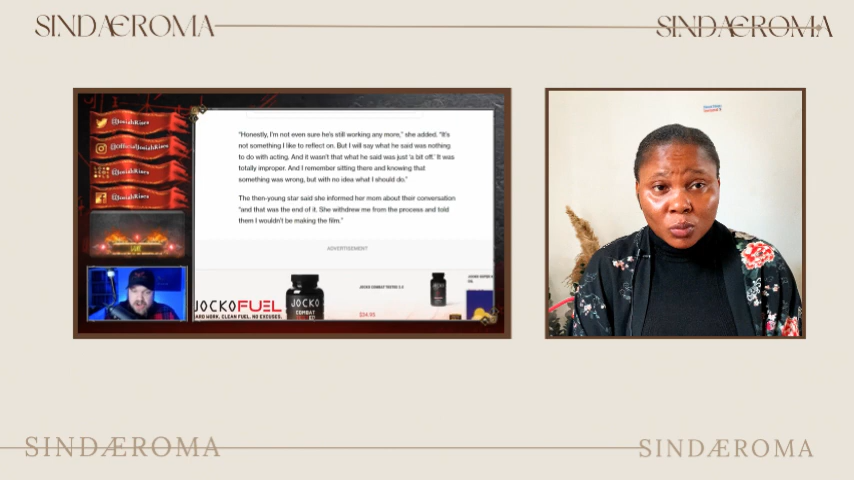 SINDÆROMA
SINDÆROMA
@JosiahRises
@OfficialJosiahRises
@JosiahRises
@JosiahRises
"Honestly, I'm not even sure he's still working any more," she added. "It's
not something I like to reflect on. But I will say what he said was nothing
to do with acting. And it wasn't that what he said was just 'a bit off.' It was
totally improper. And I remember sitting there and knowing that
something was wrong, but with no idea what I should do."
The then-young star said she informed her mom about their conversation
"and that was the end of it. She withdrew me from the process and told
them I wouldn't be making the film."
ADVERTISEMENT
JOCKOFUEL
HARD WORK. CLEAN FUEL. NO EXCUSES.
JOCKO
COMBAT
SINDÆROMA
SINDÆROMA